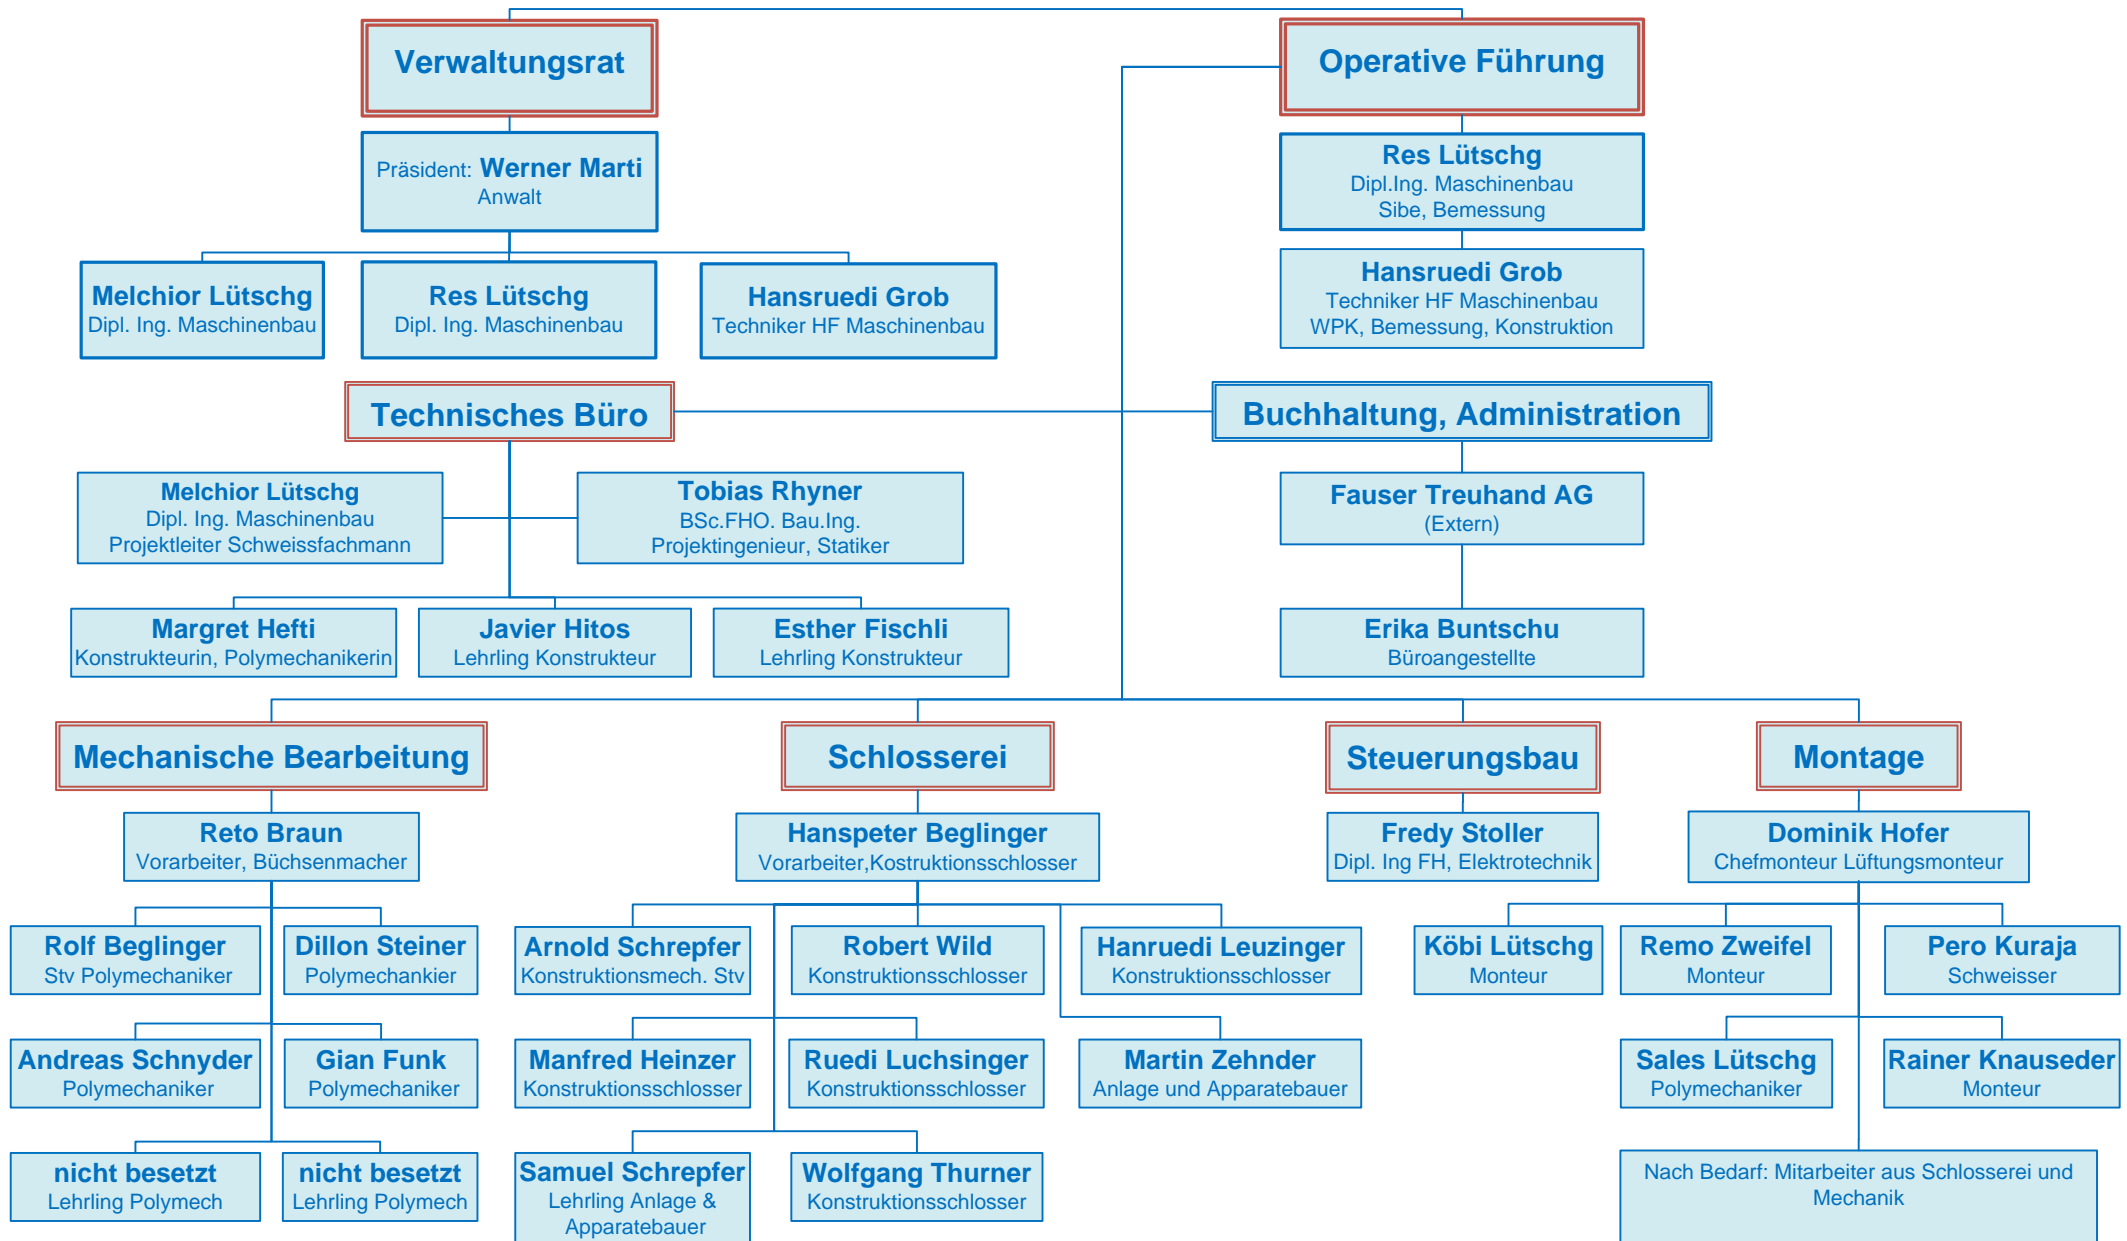 Verwaltungsrat
Operative Führung
Präsident: Werner Marti
Anwalt
Res Lütschg
Dipl.Ing. Maschinenbau
Sibe, Bemessung
Melchior Lütschg
Dipl. Ing. Maschinenbau
Res Lütschg
Dipl. Ing. Maschinenbau
Hansruedi Grob
Techniker HF Maschinenbau
Hansruedi Grob
Techniker HF Maschinenbau
WPK, Bemessung, Konstruktion
Technisches Büro
Buchhaltung, Administration
Melchior Lütschg
Dipl. Ing. Maschinenbau
Projektleiter Schweissfachmann
Tobias Rhyner
BSc.FHO. Bau.Ing.
Projektingenieur, Statiker
Fauser Treuhand AG
(Extern)
Margret Hefti
Konstrukteurin, Polymechanikerin
Javier Hitos
Lehrling Konstrukteur
Esther Fischli
Lehrling Konstrukteur
Erika Buntschu
Büroangestellte
Mechanische Bearbeitung
Schlosserei
Steuerungsbau
Montage
Reto Braun
Vorarbeiter, Büchsenmacher
Hanspeter Beglinger
Vorarbeiter,Kostruktionsschlosser
Fredy Stoller
Dipl. Ing FH, Elektrotechnik
Dominik Hofer
Chefmonteur Lüftungsmonteur
Rolf Beglinger
Stv Polymechaniker
Dillon Steiner
Polymechankier
Arnold Schrepfer
Konstruktionsmech. Stv
Robert Wild
Konstruktionsschlosser
Hanruedi Leuzinger
Konstruktionsschlosser
Köbi Lütschg
Monteur
Remo Zweifel
Monteur
Pero Kuraja
Schweisser
Andreas Schnyder
Polymechaniker
Gian Funk
Polymechaniker
Manfred Heinzer
Konstruktionsschlosser
Ruedi Luchsinger
Konstruktionsschlosser
Martin Zehnder
Anlage und Apparatebauer
Sales Lütschg
Polymechaniker
Rainer Knauseder
Monteur
nicht besetzt
Lehrling Polymech
nicht besetzt
Lehrling Polymech
Samuel Schrepfer
Lehrling Anlage &
Apparatebauer
Wolfgang Thurner
Konstruktionsschlosser
Nach Bedarf: Mitarbeiter aus Schlosserei und
Mechanik